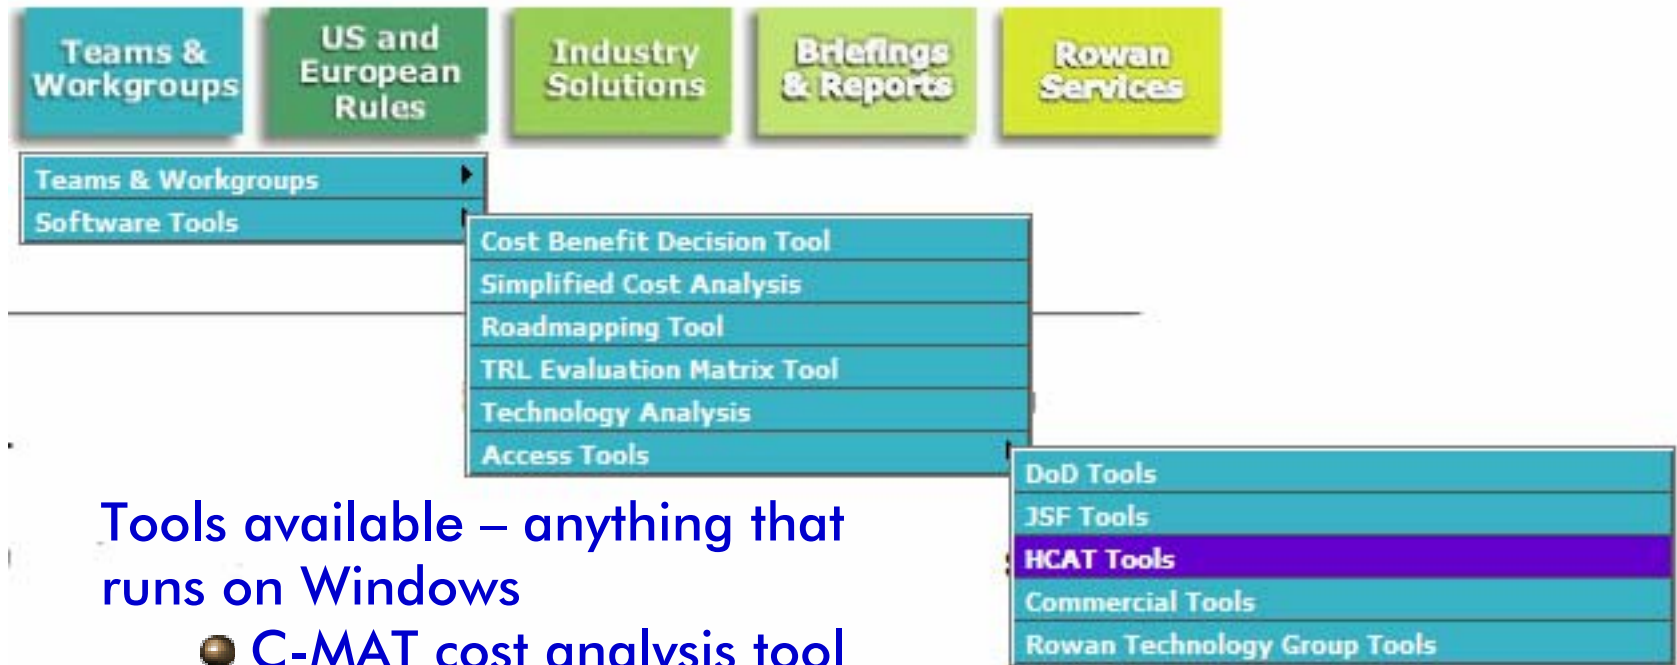 Teams &
Workgroups
US and
European
Rules
Industry
Solutions
Briefings
& Reports
Rowan
Services
Teams & Workgroups
Software Tools
Cost Benefit Decision Tool
Simplified Cost Analysis
Roadmapping Tool
TRL Evaluation Matrix Tool
Technology Analysis
Access Tools
DoD Tools
JSF Tools
HCAT Tools
Commercial Tools
Rowan Technology Group Tools
Tools available – anything that
runs on Windows
C-MAT cost analysis tool